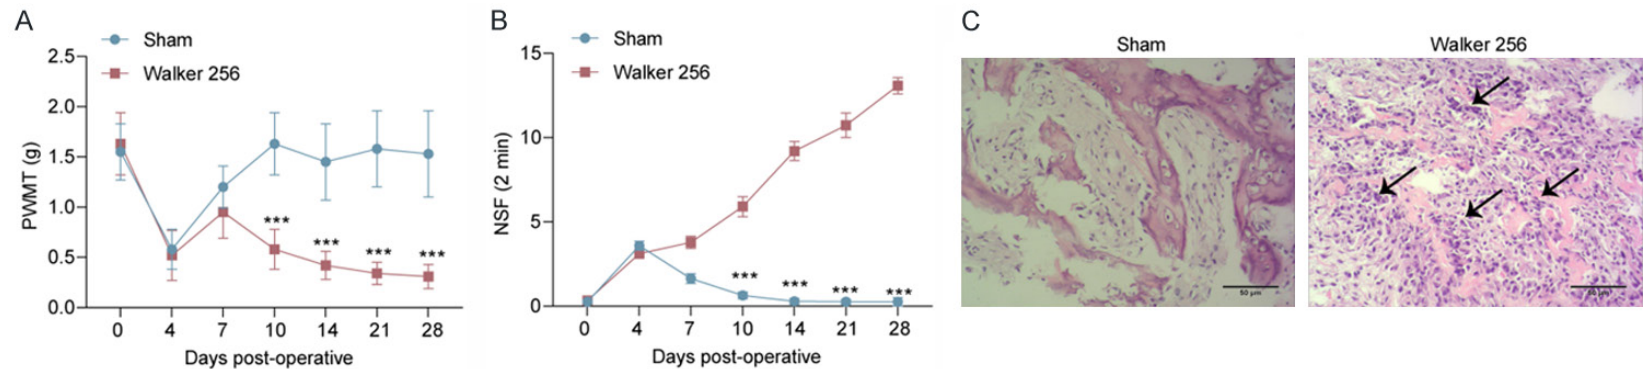 A
Sham
Walker 256
PWMT (g)
2.5
2.0
1.5
1.0
0.5
0.0
***
***
***
***
0 4 7 10 14 21 28
Days post-operative
B
Sham
Walker 256
NSF (2 min)
15
10
5
0
***
***
***
***
0 4 7 10 14 21 28
Days post-operative
C
Sham
50 μm
Walker 256